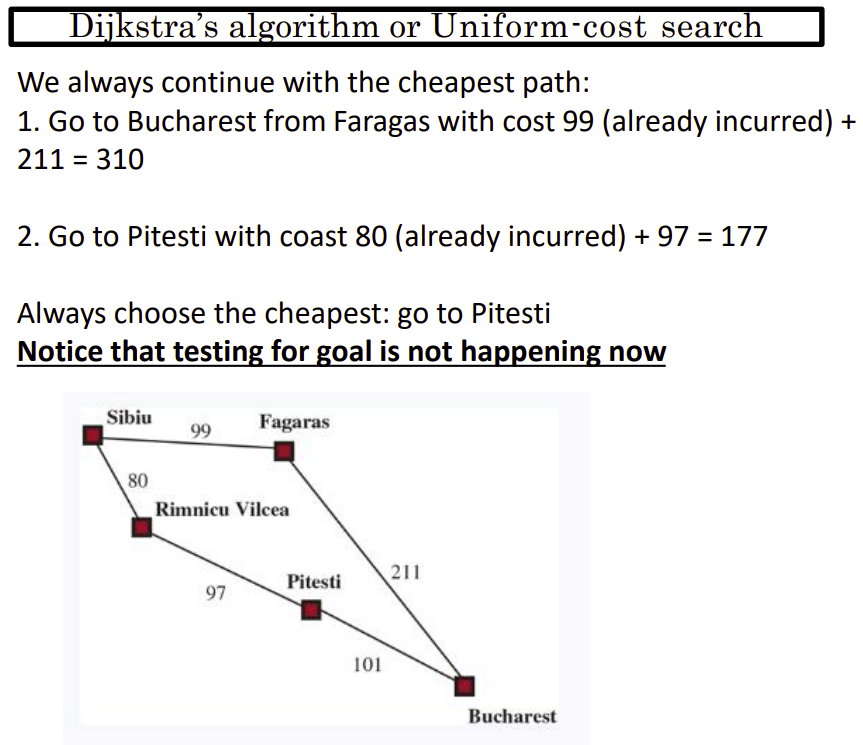 Dijkstra's algorithm or Uniform-cost search
We always continue with the cheapest path:
1. Go to Bucharest from Faragas with cost 99 (already incurred) +
211 = 310
2. Go to Pitesti with coast 80 (already incurred) + 97 = 177
Always choose the cheapest: go to Pitesti
Notice that testing for goal is not happening now
Sibiu
99
Fagaras
80
Rimnicu Vilcea
97
Pitesti
211
101
Bucharest